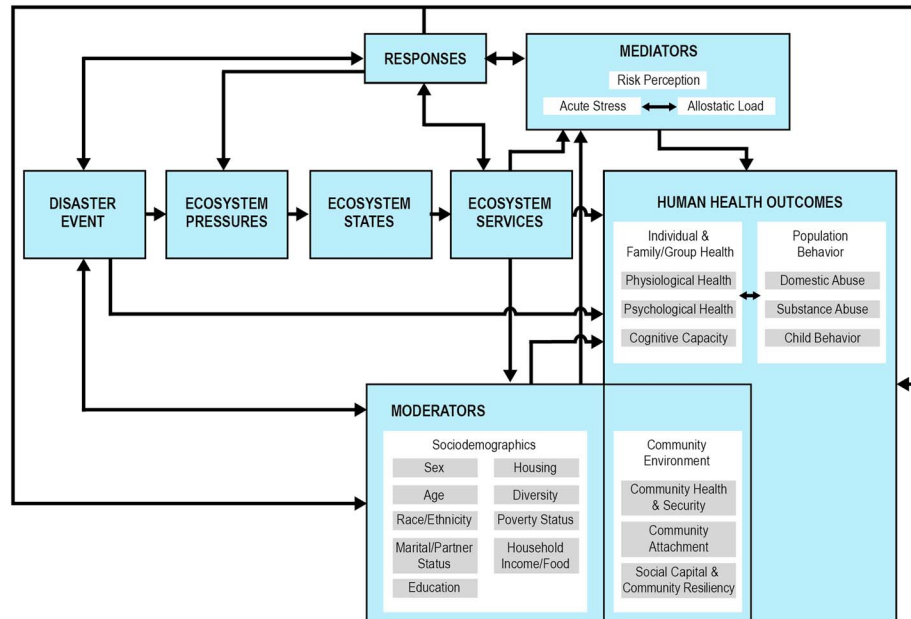 RESPONSES
MEDIATORS
Risk Perception
Acute Stress
Allostatic Load
DISASTER
EVENT
ECOSYSTEM
PRESSURES
ECOSYSTEM
STATES
ECOSYSTEM
SERVICES
HUMAN HEALTH OUTCOMES
Individual &
Family/Group Health
Physiological Health
Psychological Health
Cognitive Capacity
Population
Behavior
Domestic Abuse
Substance Abuse
Child Behavior
MODERATORS
Sociodemographics
Sex
Age
Race/Ethnicity
Marital/Partner
Status
Education
Housing
Diversity
Poverty Status
Household
Income/Food
Community
Environment
Community Health
& Security
Community
Attachment
Social Capital &
Community Resiliency